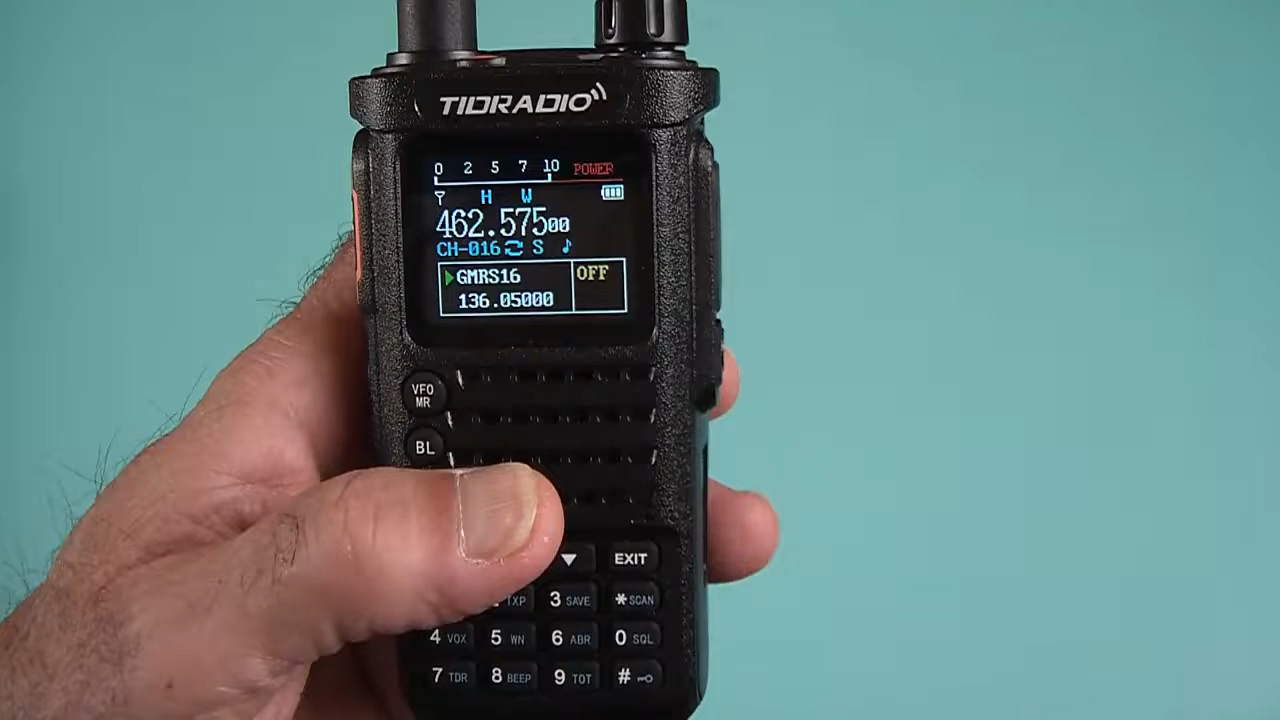 TIDRADIO
0 2 5 7 10 POWER
H W
462.57500
CH-016 S
GMRS16 OFF
136.05000
VFO
MR
BL
EXIT
TXP 3 SAVE * SCAN
4 VOX 5 WN 6 ABR 0 SQL
7 TDR 8 BEEP 9 TOT #